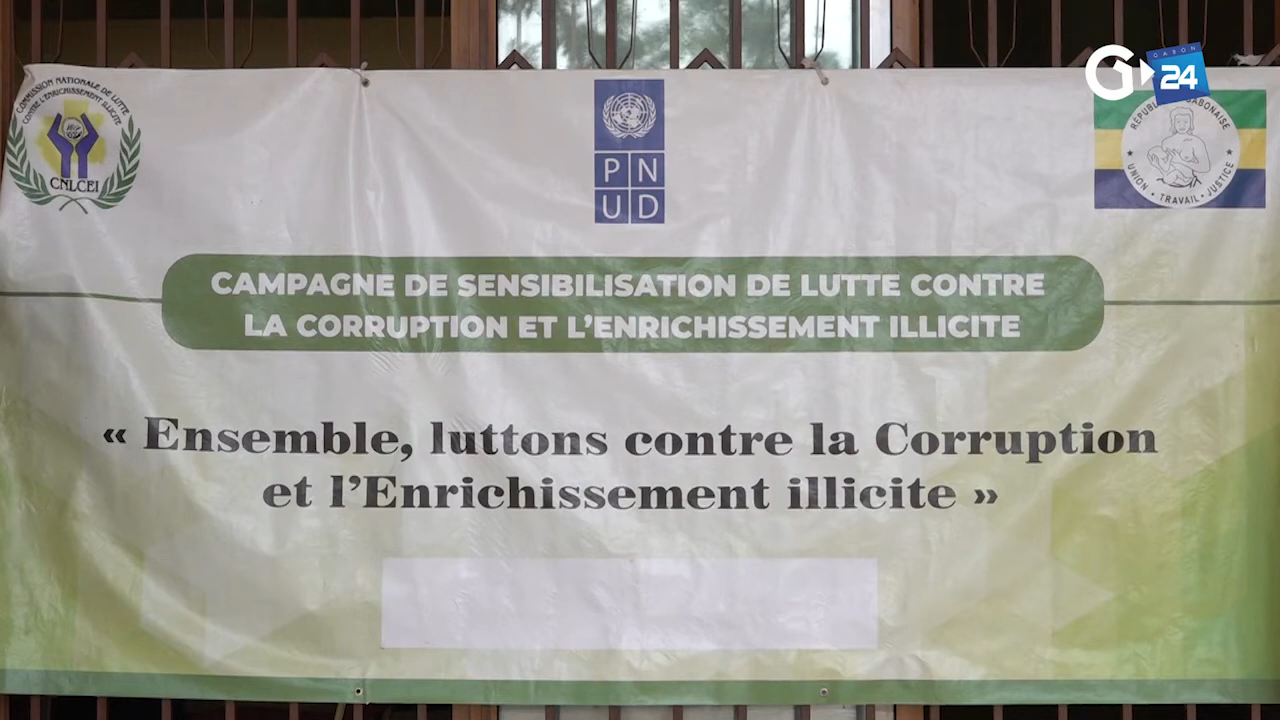 GABON
24
COMMISSION NATIONALE DE LUTTE
CONTRE L'ENRICHISSEMENT ILLICITE
CNLCEI
PN
UD
RÉPUBLIQUE GABONAISE
UNION • TRAVAIL • JUSTICE
CAMPAGNE DE SENSIBILISATION DE LUTTE CONTRE
LA CORRUPTION ET L'ENRICHISSEMENT ILLICITE
« Ensemble, luttons contre la Corruption
et l'Enrichissement illicite »